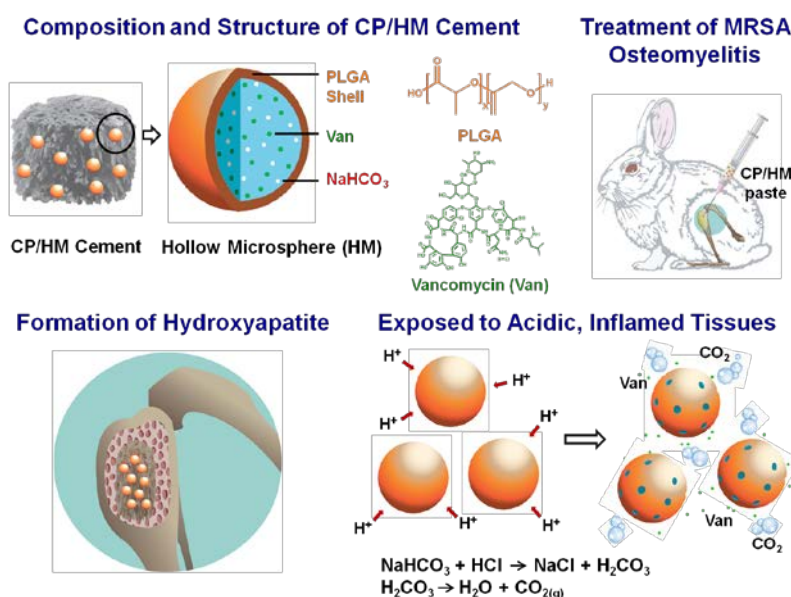 Composition and Structure of CP/HM Cement
PLGA
Shell
Van
NaHCO₃
CP/HM Cement
Hollow Microsphere (HM)
HO
O
O
x
O
H
y
PLGA
Vancomycin (Van)
Treatment of MRSA
Osteomyelitis
CP/HM
paste
Formation of Hydroxyapatite
Exposed to Acidic, Inflamed Tissues
H⁺
H⁺
H⁺
H⁺
H⁺
H⁺
H⁺
H⁺
CO₂
Van
Van
CO₂
NaHCO₃ + HCl → NaCl + H₂CO₃
H₂CO₃ → H₂O + CO₂₍g₎